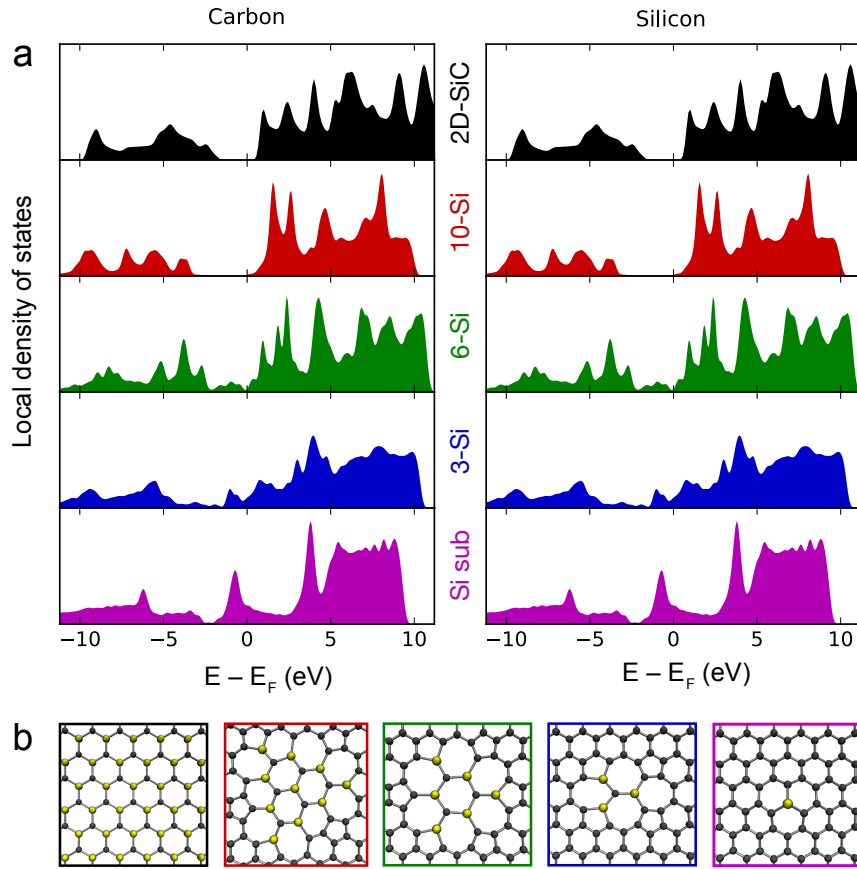 Carbon
Silicon
a
Local density of states
2D-SiC
10-Si
6-Si
3-Si
Si sub
−10 −5 0 5 10
−10 −5 0 5 10
E − E_F (eV)
E − E_F (eV)
b